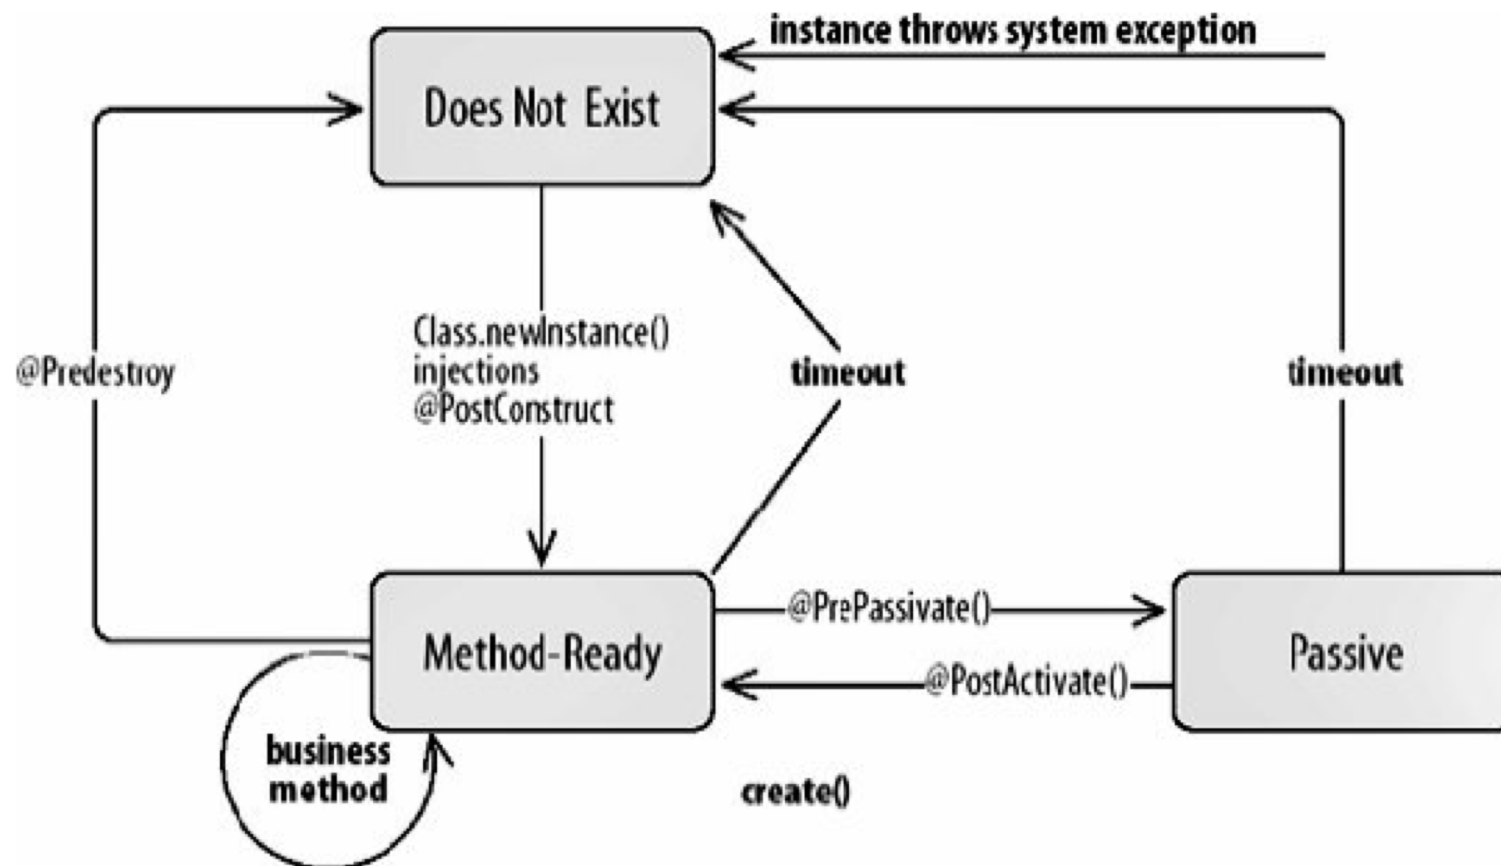 instance throws system exception
Does Not Exist
Class.newInstance()
injections
@PostConstruct
@Predestroy
timeout
timeout
@PrePassivate()
Method-Ready
Passive
@PostActivate()
business
method
create()